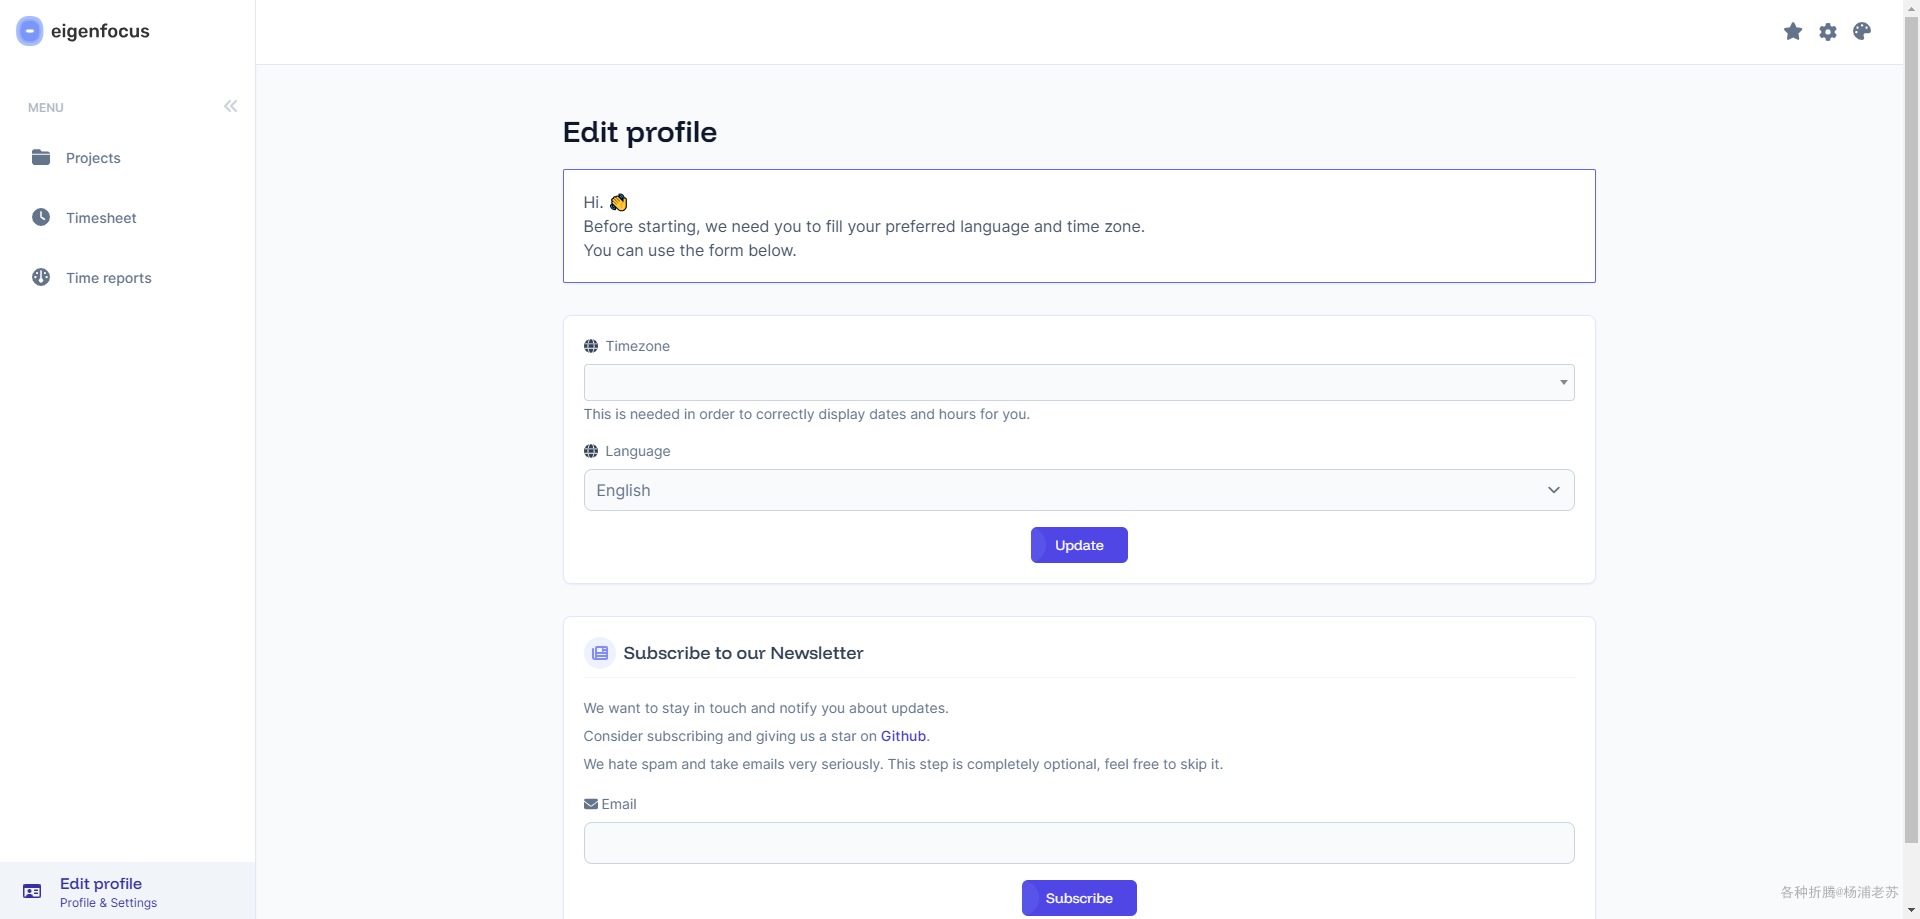 eigenfocus
MENU
Projects
Timesheet
Time reports
Edit profile
Hi. 👏
Before starting, we need you to fill your preferred language and time zone.
You can use the form below.
Timezone
This is needed in order to correctly display dates and hours for you.
Language
English
Update
Subscribe to our Newsletter
We want to stay in touch and notify you about updates.
Consider subscribing and giving us a star on Github.
We hate spam and take emails very seriously. This step is completely optional, feel free to skip it.
Email
Subscribe
Edit profile
Profile & Settings
各种折腾@杨浦老苏